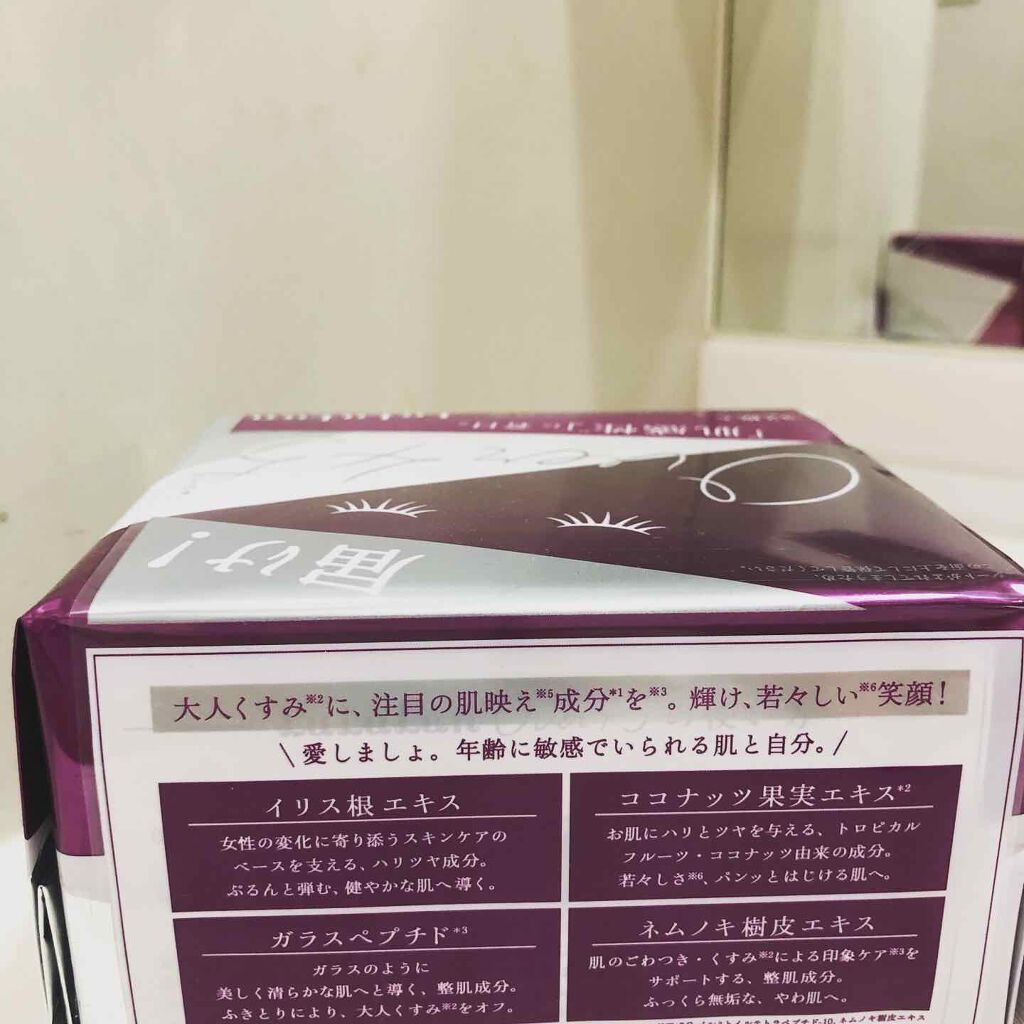 届け!
大人くすみ※2に、注目の肌映え※5成分*1を※3。輝け、若々しい※6笑顔!
\ 愛しましょ。年齢に敏感でいられる肌と自分。/
イリス根エキス
女性の変化に寄り添うスキンケアの
ベースを支える、ハリツヤ成分。
ぷるんと弾む、健やかな肌へ導く。
ココナッツ果実エキス*2
お肌にハリとツヤを与える、トロピカル
フルーツ・ココナッツ由来の成分。
若々しさ※6、パンッとはじける肌へ。
ガラスペプチド*3
ガラスのように
美しく清らかな肌へと導く、整肌成分。
ふきとりにより、大人くすみ※2をオフ。
ネムノキ樹皮エキス
肌のごわつき・くすみ※2による印象ケア※3を
サポートする、整肌成分。
ふっくら無垢な、やわ肌へ。
ネムノキ樹皮エキス